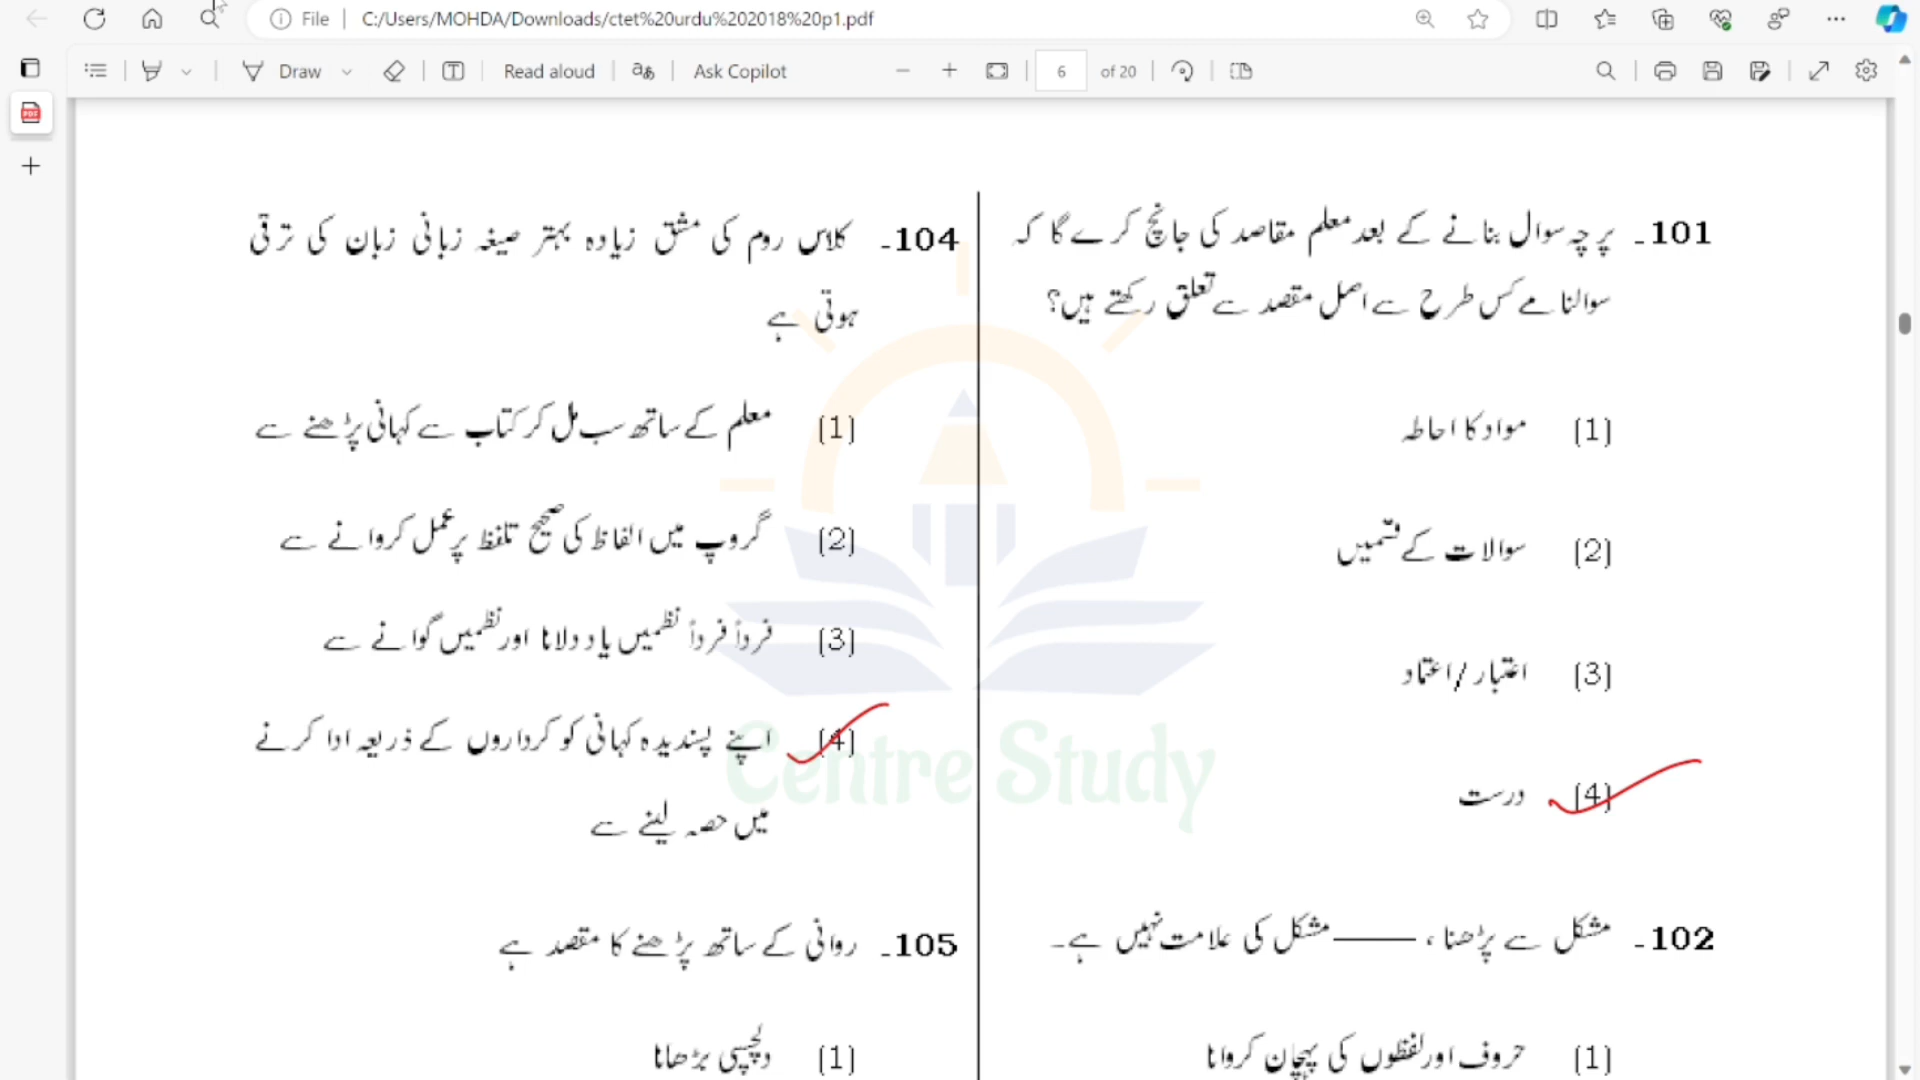 File
C:/Users/MOHDA/Downloads/ctet%20urdu%202018%20p1.pdf
Draw
Read aloud
Ask Copilot
6 of 20
101۔ پرچہ سوال بنانے کے بعد معلم مقاصد کی جانچ کرے گا کہ
سوالنامے کس طرح سے اصل مقصد سے تعلق رکھتے ہیں؟
(1) مواد کا احاطہ
(2) سوالات کے قسمیں
(3) اعتبار/اعتماد
(4) درست
102۔ مشکل سے پڑھنا، ——— مشکل کی علامت نہیں ہے۔
(1) حروف اور لفظوں کی پہچان کروانا
104۔ کلاس روم کی مشق زیادہ بہتر صیغہ زبانی زبان کی ترقی
ہوتی ہے
(1) معلم کے ساتھ سب مل کر کتاب سے کہانی پڑھنے سے
(2) گروپ میں الفاظ کی صحیح تلفظ پر عمل کروانے سے
(3) فرداً فرداً نظمیں یاد دلانا اور نظمیں گوانے سے
(4) اپنے پسندیدہ کہانی کو کرداروں کے ذریعہ ادا کرنے
میں حصہ لینے سے
105۔ روانی کے ساتھ پڑھنے کا مقصد ہے
(1) دلچسپی بڑھانا
Centre Study